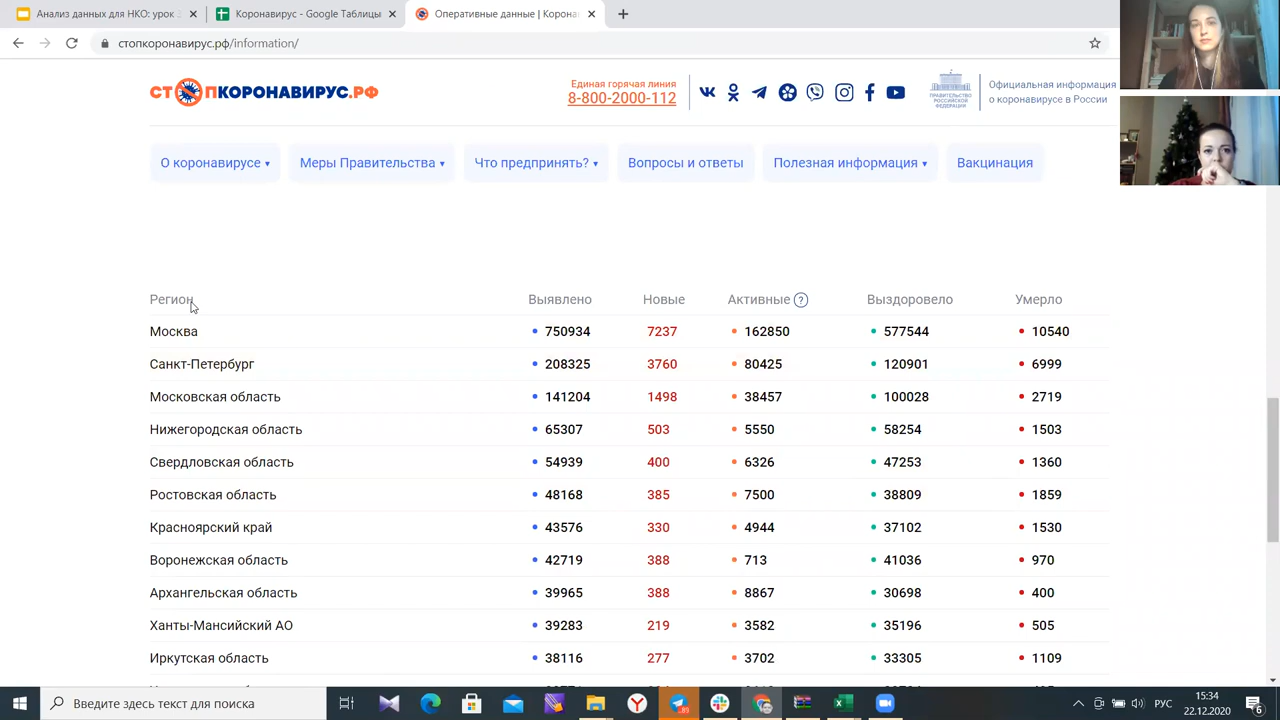 Анализ данных для НКО: урок
Коронавирус - Google Таблицы
Оперативные данные | Корона
стопкоронавирус.рф/information/
СТОПКОРОНАВИРУС.РФ
Единая горячая линия
8-800-2000-112
ПРАВИТЕЛЬСТВО
РОССИЙСКОЙ
ФЕДЕРАЦИИ
Официальная информация
о коронавирусе в России
О коронавирусе ▾ Меры Правительства ▾ Что предпринять? ▾ Вопросы и ответы Полезная информация ▾ Вакцинация
Регион Выявлено Новые Активные ? Выздоровело Умерло
Москва 750934 7237 162850 577544 10540
Санкт-Петербург 208325 3760 80425 120901 6999
Московская область 141204 1498 38457 100028 2719
Нижегородская область 65307 503 5550 58254 1503
Свердловская область 54939 400 6326 47253 1360
Ростовская область 48168 385 7500 38809 1859
Красноярский край 43576 330 4944 37102 1530
Воронежская область 42719 388 713 41036 970
Архангельская область 39965 388 8867 30698 400
Ханты-Мансийский АО 39283 219 3582 35196 505
Иркутская область 38116 277 3702 33305 1109
Введите здесь текст для поиска
РУС
15:34
22.12.2020
6